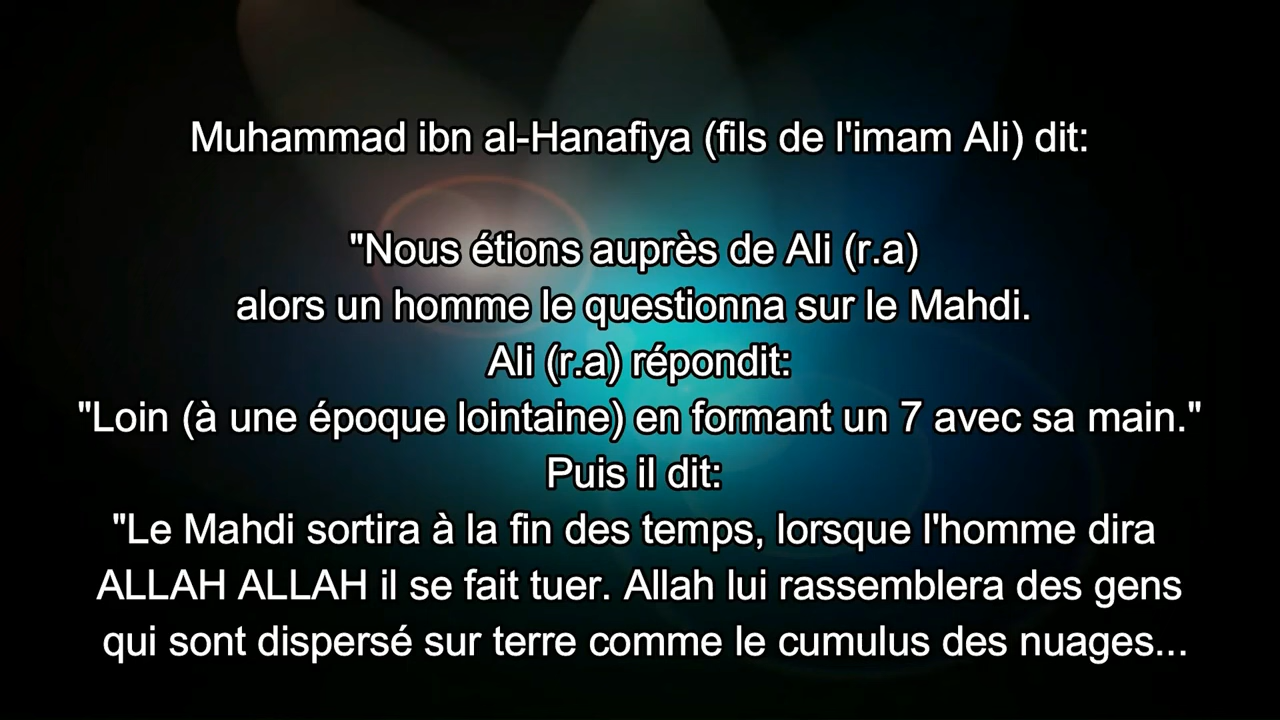 Muhammad ibn al-Hanafiya (fils de l'imam Ali) dit:
"Nous étions auprès de Ali (r.a)
alors un homme le questionna sur le Mahdi.
Ali (r.a) répondit:
"Loin (à une époque lointaine) en formant un 7 avec sa main."
Puis il dit:
"Le Mahdi sortira à la fin des temps, lorsque l'homme dira
ALLAH ALLAH il se fait tuer. Allah lui rassemblera des gens
qui sont dispersé sur terre comme le cumulus des nuages...